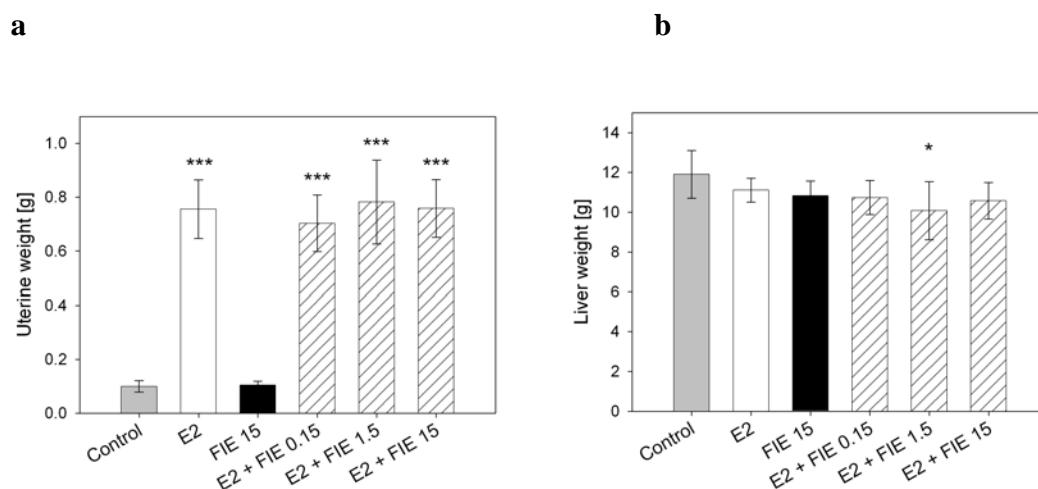 a
b
Uterine weight [g]
1.0
0.8
0.6
0.4
0.2
0.0
***
***
***
***
Control
E2
FIE 15
E2 + FIE 0.15
E2 + FIE 1.5
E2 + FIE 15
Liver weight [g]
14
12
10
8
6
4
2
0
*
Control
E2
FIE 15
E2 + FIE 0.15
E2 + FIE 1.5
E2 + FIE 15